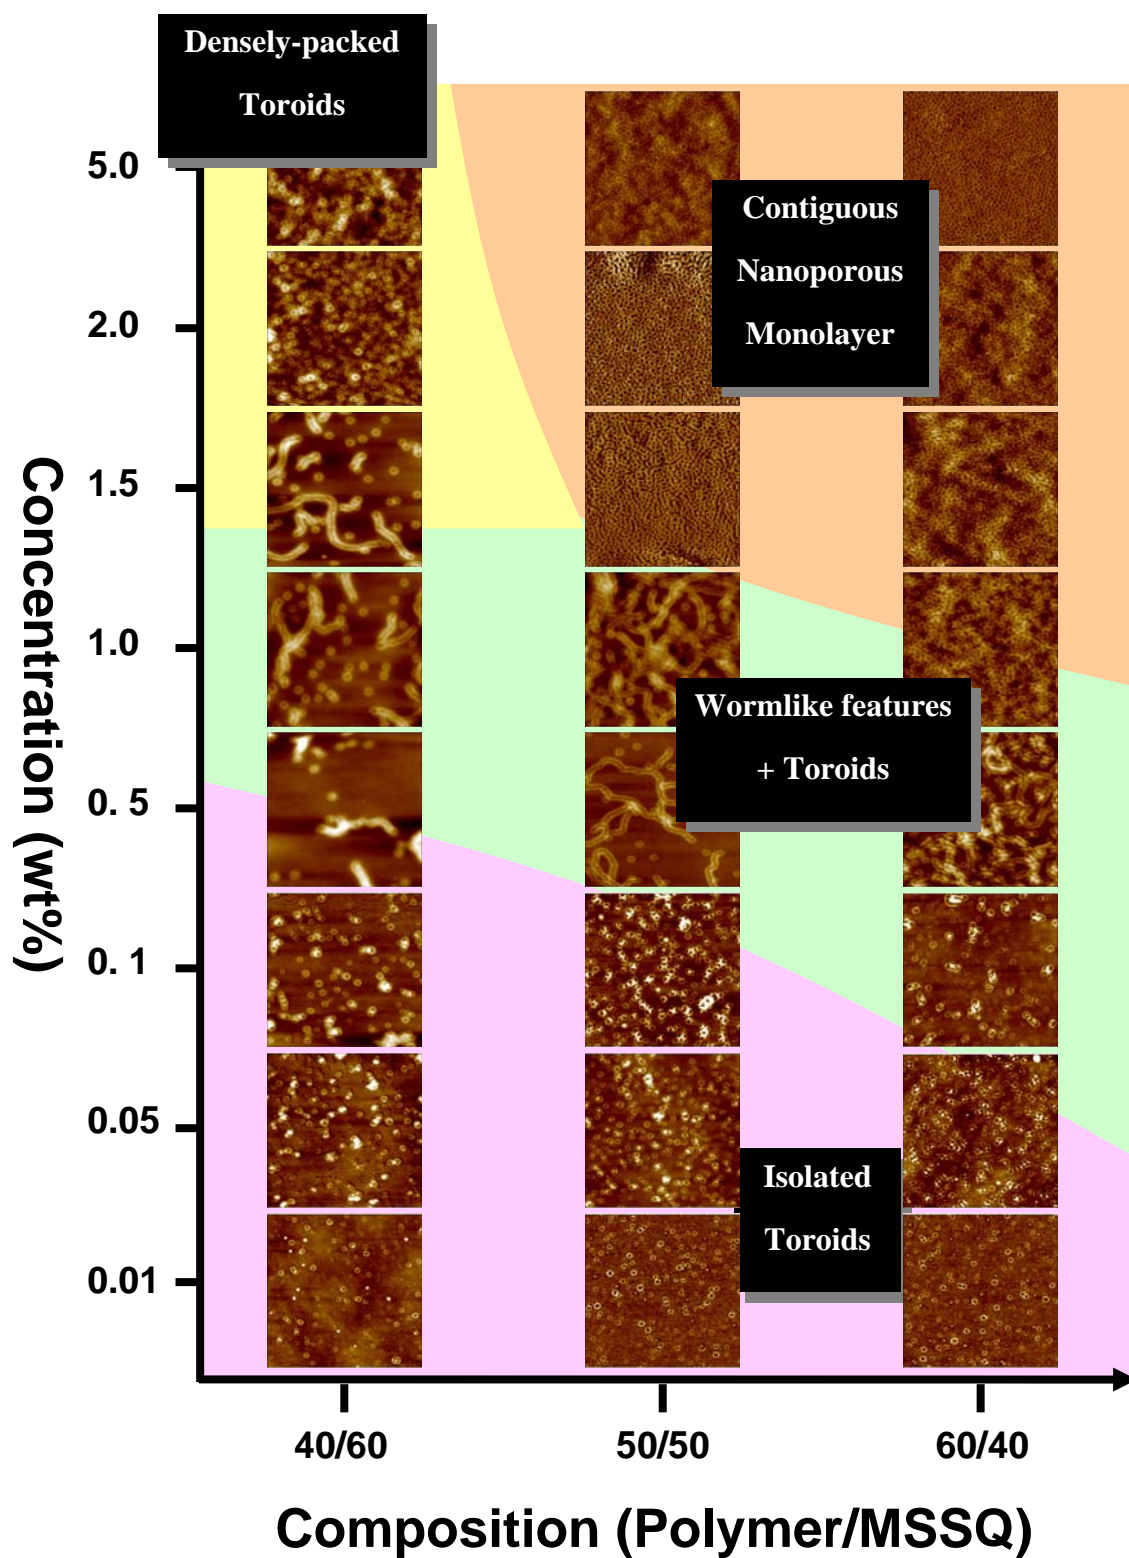 Densely-packed
Toroids
5.0
Contiguous
Nanoporous
Monolayer
2.0
1.5
Concentration (wt%)
1.0
Wormlike features
+ Toroids
0. 5
0. 1
0.05
Isolated
Toroids
0.01
40/60
50/50
60/40
Composition (Polymer/MSSQ)